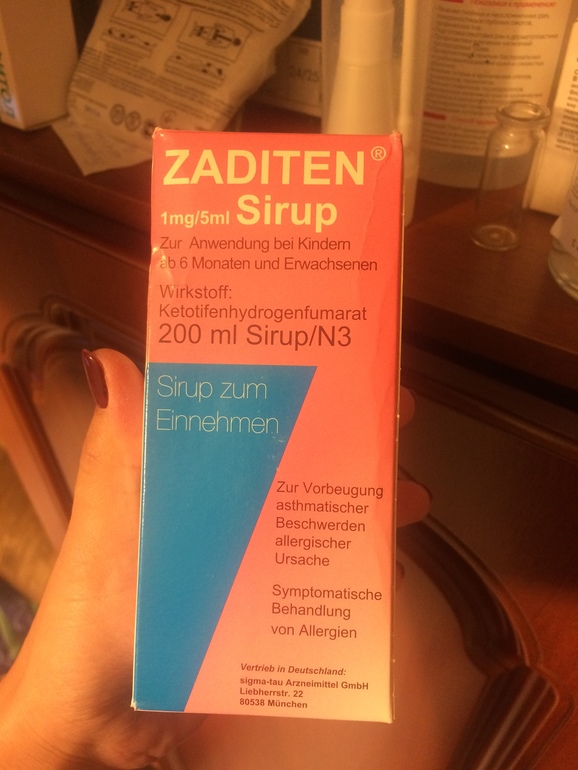 ZADITEN®
1mg/5ml Sirup
Zur Anwendung bei Kindern
ab 6 Monaten und Erwachsenen
Wirkstoff:
Ketotifenhydrogenfumarat
200 ml Sirup/N3
Sirup zum
Einnehmen
Zur Vorbeugung
asthmatischer
Beschwerden
allergischer
Ursache
Symptomatische
Behandlung
von Allergien
Vertrieb in Deutschland:
sigma-tau Arzneimittel GmbH
Liebherrstr. 22
80538 München